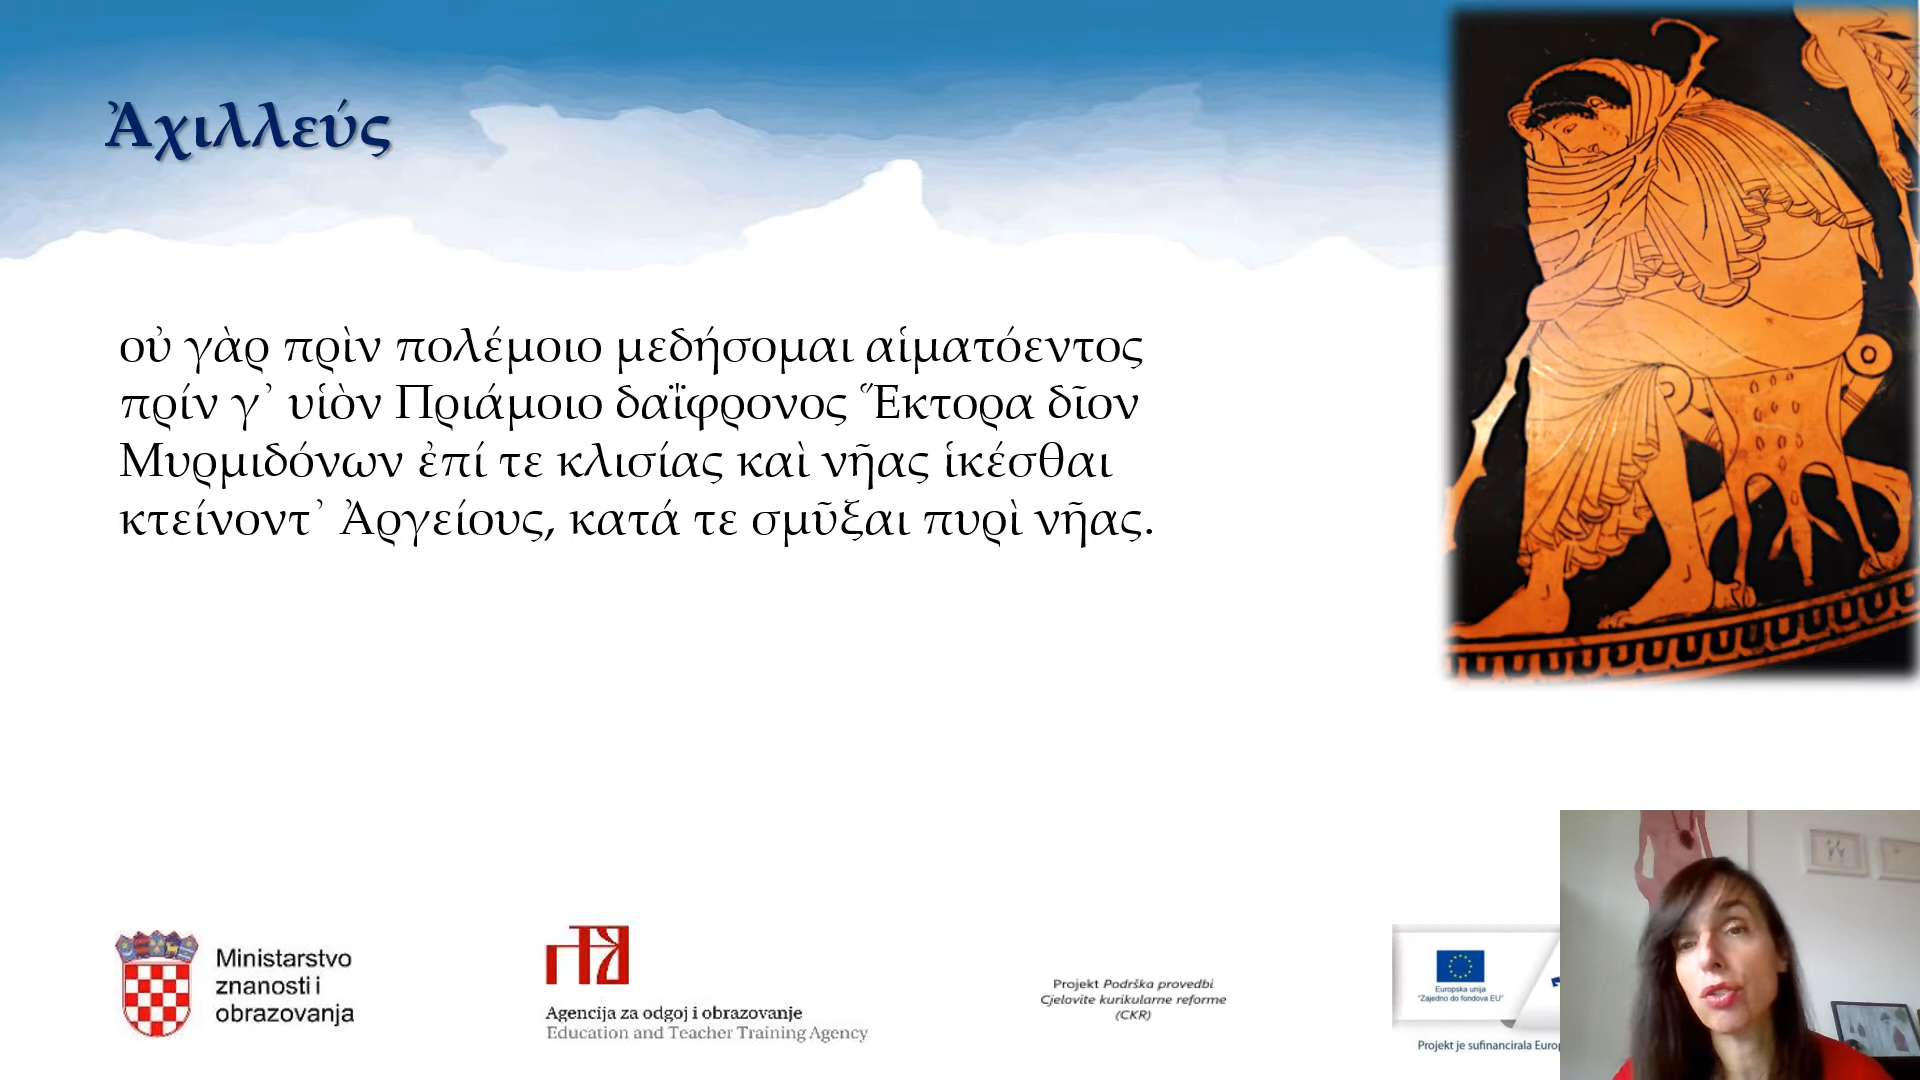 Ἀχιλλεύς
οὐ γὰρ πρὶν πολέμοιο μεδήσομαι αἱματόεντος
πρίν γ᾽ υἱὸν Πριάμοιο δαΐφρονος Ἕκτορα δῖον
Μυρμιδόνων ἐπί τε κλισίας καὶ νῆας ἱκέσθαι
κτείνοντ᾽ Ἀργείους, κατά τε σμῦξαι πυρὶ νῆας.
Ministarstvo
znanosti i
obrazovanja
Agencija za odgoj i obrazovanje
Education and Teacher Training Agency
Projekt Podrška provedbi
Cjelovite kurikularne reforme
(CKR)
Europska unija
"Zajedno do fondova EU"
Projekt je sufinancirala